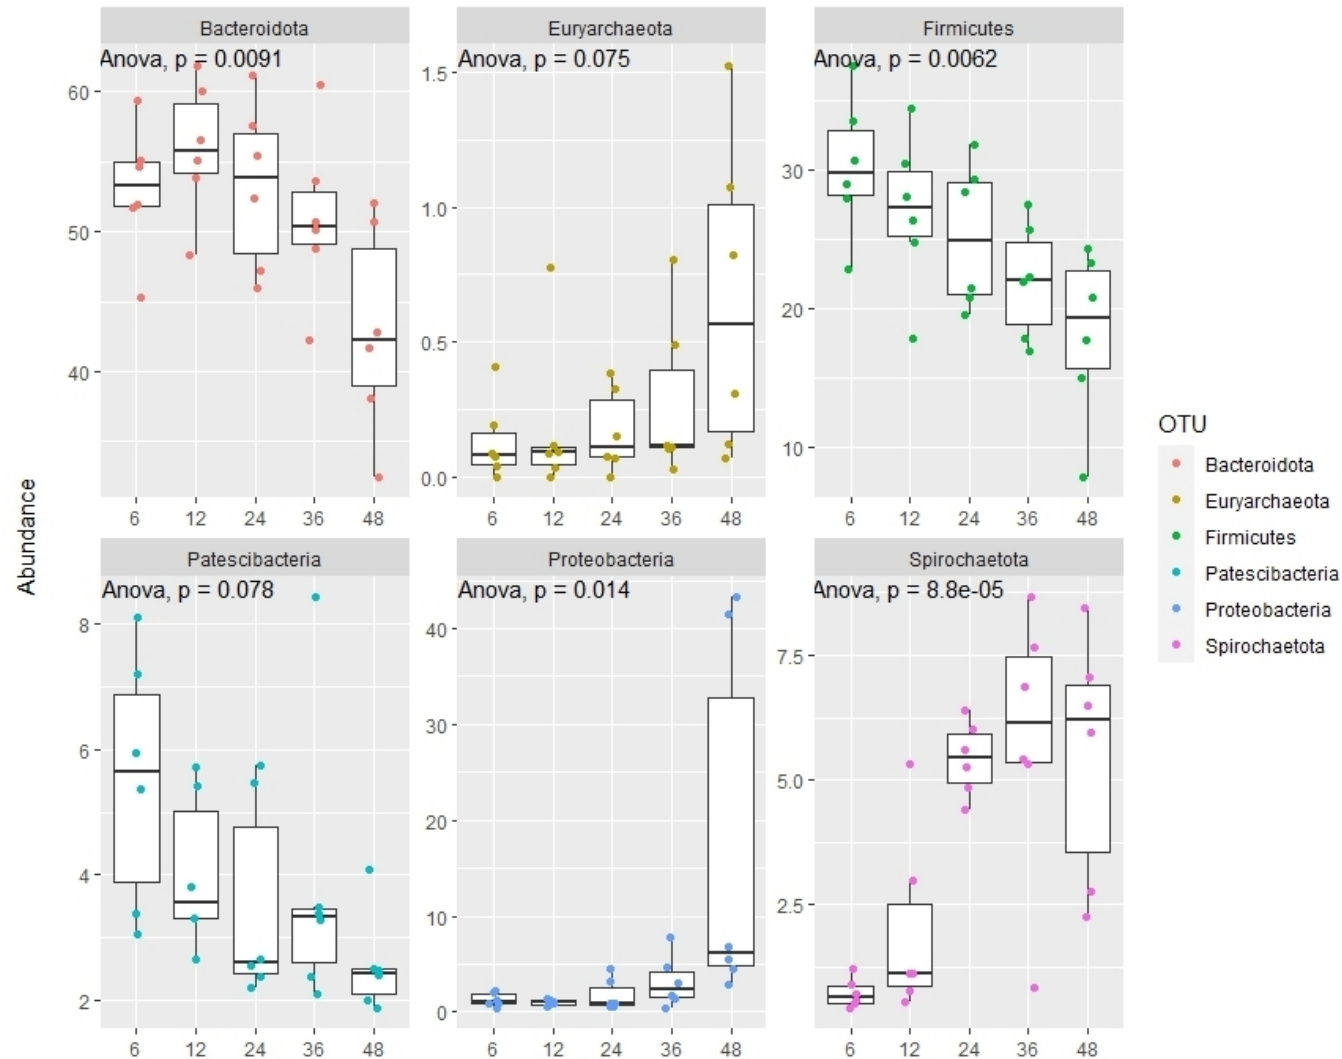 Bacteroidota
Euryarchaeota
Firmicutes
Anova, p = 0.0091
Anova, p = 0.075
Anova, p = 0.0062
60
50
40
1.5
1.0
0.5
0.0
30
20
10
6 12 24 36 48
6 12 24 36 48
6 12 24 36 48
Abundance
Patescibacteria
Proteobacteria
Spirochaetota
Anova, p = 0.078
Anova, p = 0.014
Anova, p = 8.8e-05
8
6
4
2
40
30
20
10
0
7.5
5.0
2.5
6 12 24 36 48
6 12 24 36 48
6 12 24 36 48
OTU
Bacteroidota
Euryarchaeota
Firmicutes
Patescibacteria
Proteobacteria
Spirochaetota